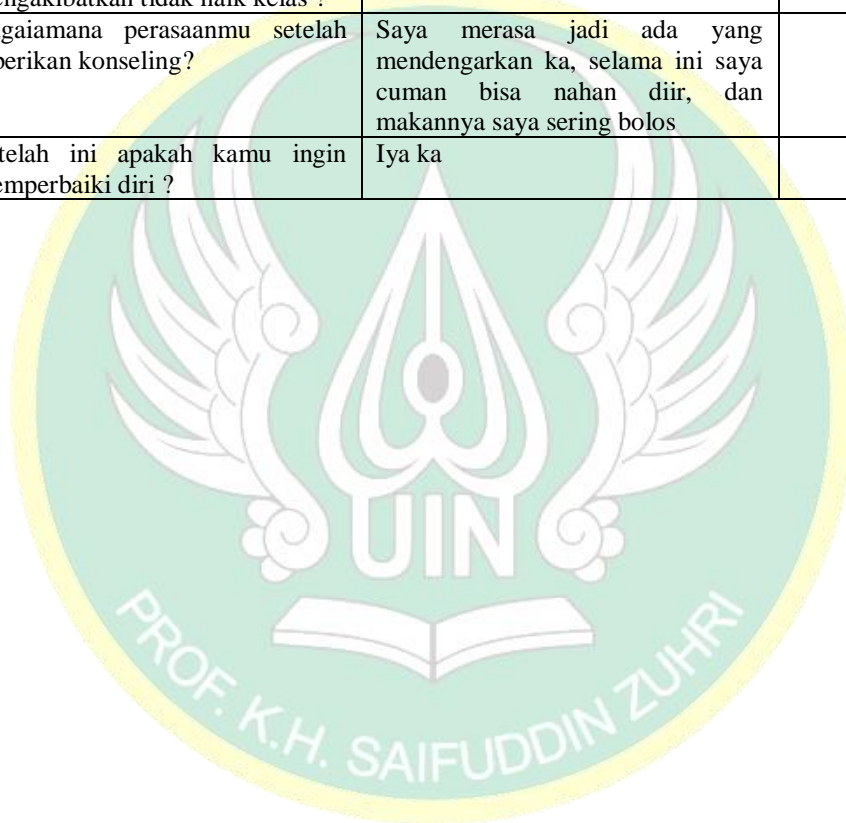 ngakibatkan tidak naik kelas ?
gaiamana perasaanmu setelah
berikan konseling?
Saya merasa jadi ada yang
mendengarkan ka, selama ini saya
cuman bisa nahan diir, dan
makannya saya sering bolos
telah ini apakah kamu ingin
emperbaiki diri ?
Iya ka
UIN
PROF. K.H. SAIFUDDIN ZUHRI